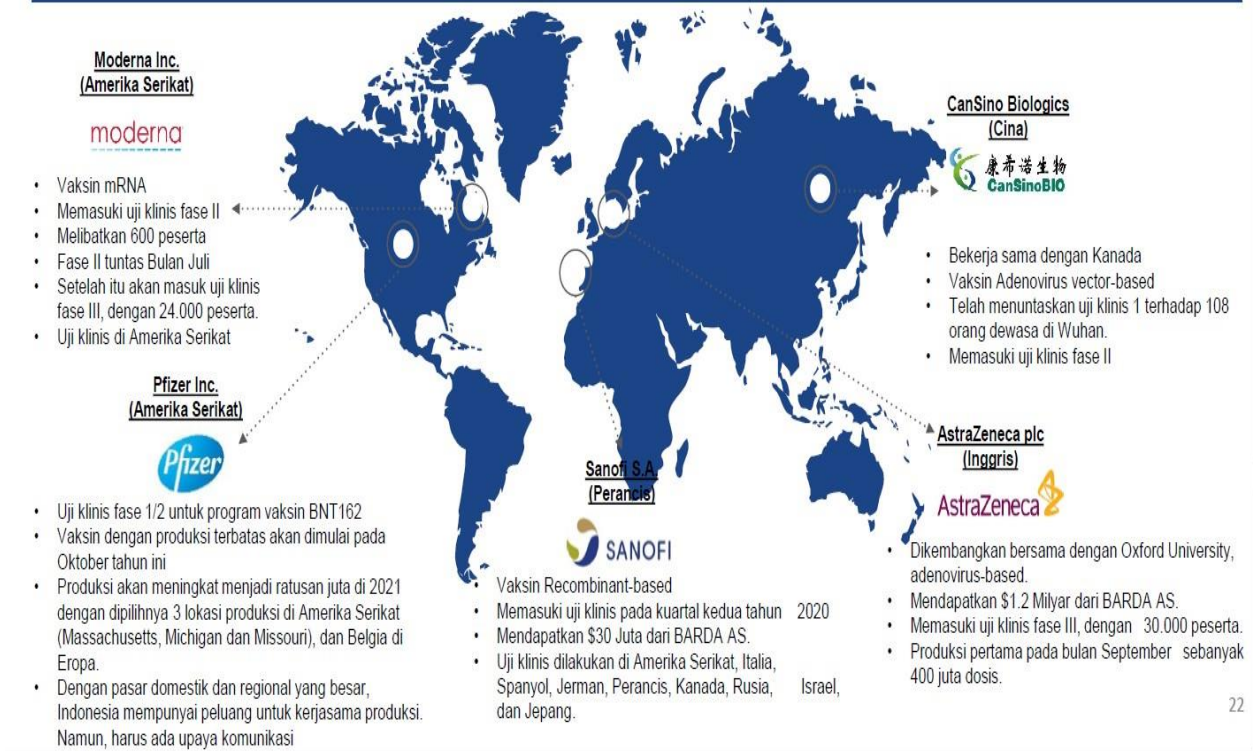 Moderna Inc.
(Amerika Serikat)
moderna
• Vaksin mRNA
• Memasuki uji klinis fase II
• Melibatkan 600 peserta
• Fase II tuntas Bulan Juli
• Setelah itu akan masuk uji klinis
fase III, dengan 24.000 peserta.
• Uji klinis di Amerika Serikat
Pfizer Inc.
(Amerika Serikat)
Pfizer
• Uji klinis fase 1/2 untuk program vaksin BNT162
• Vaksin dengan produksi terbatas akan dimulai pada
Oktober tahun ini
• Produksi akan meningkat menjadi ratusan juta di 2021
dengan dipilihnya 3 lokasi produksi di Amerika Serikat
(Massachusetts, Michigan dan Missouri), dan Belgia di
Eropa.
• Dengan pasar domestik dan regional yang besar,
Indonesia mempunyai peluang untuk kerjasama produksi.
Namun, harus ada upaya komunikasi
Sanofi S.A.
(Perancis)
SANOFI
• Vaksin Recombinant-based
• Memasuki uji klinis pada kuartal kedua tahun 2020
• Mendapatkan $30 Juta dari BARDA AS.
• Uji klinis dilakukan di Amerika Serikat, Italia,
Spanyol, Jerman, Perancis, Kanada, Rusia, Israel,
dan Jepang.
CanSino Biologics
(Cina)
康希诺生物
CanSinoBIO
• Bekerja sama dengan Kanada
• Vaksin Adenovirus vector-based
• Telah menuntaskan uji klinis 1 terhadap 108
orang dewasa di Wuhan.
• Memasuki uji klinis fase II
AstraZeneca plc
(Inggris)
AstraZeneca
• Dikembangkan bersama dengan Oxford University,
adenovirus-based.
• Mendapatkan $1.2 Milyar dari BARDA AS.
• Memasuki uji klinis fase III, dengan 30.000 peserta.
• Produksi pertama pada bulan September sebanyak
400 juta dosis.
22